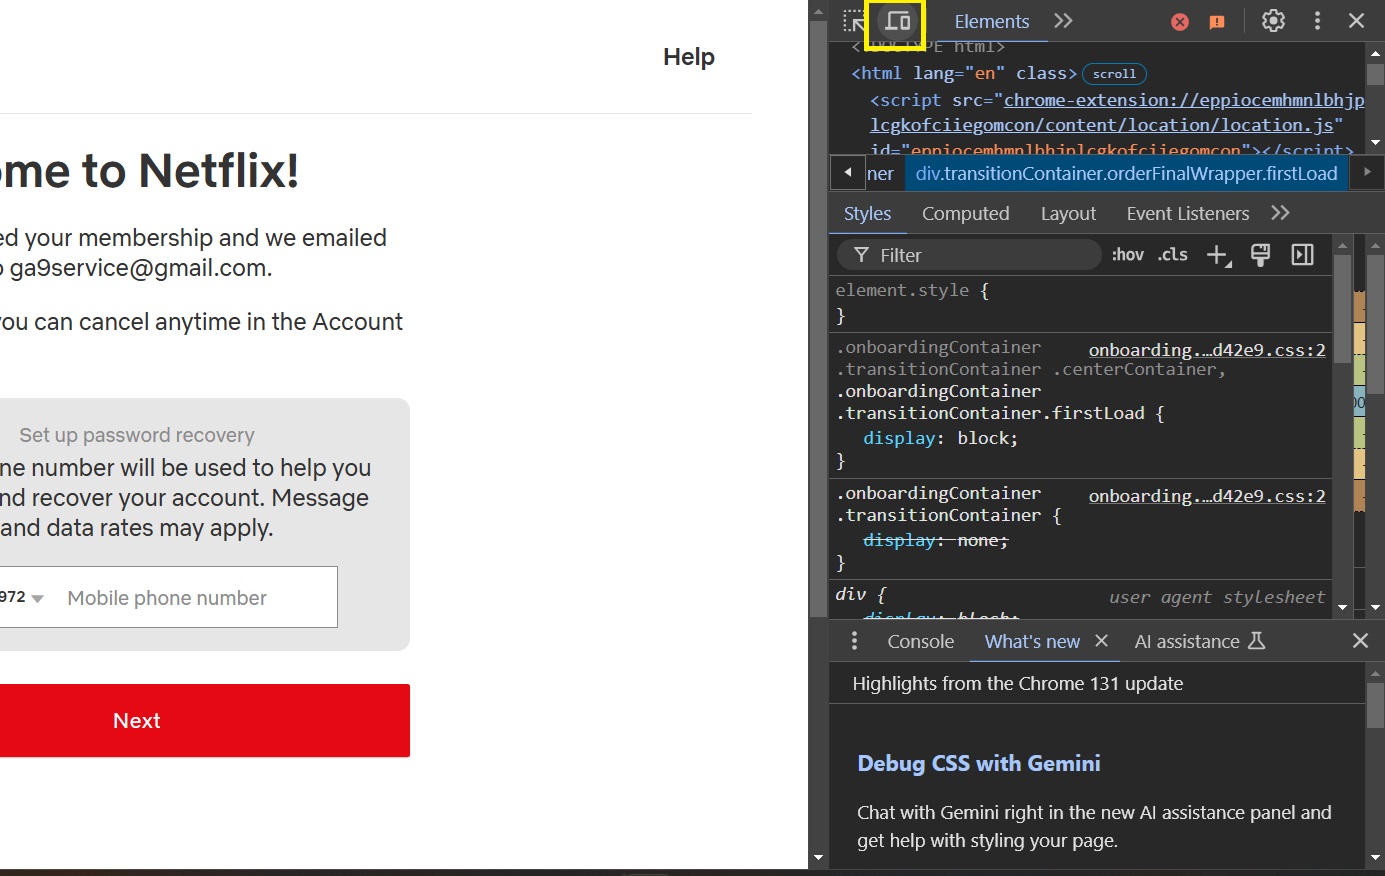 Help
ome to Netflix!
ed your membership and we emailed
ga9service@gmail.com.
you can cancel anytime in the Account
Set up password recovery
ne number will be used to help you
nd recover your account. Message
and data rates may apply.
972
Mobile phone number
Next
Elements
<!DOCTYPE html>
<html lang="en" class>
scroll
<script src="chrome-extension://eppiocemhmnlbhjp
lcgkofciiegomcon/content/location/location.js"
id="eppiocemhmnlbhjplcgkofciiegomcon"></script>
ner
div.transitionContainer.orderFinalWrapper.firstLoad
Styles
Computed
Layout
Event Listeners
Filter
:hov
.cls
element.style {
}
.onboardingContainer
onboarding.…d42e9.css:2
.transitionContainer .centerContainer,
.onboardingContainer
.transitionContainer.firstLoad {
display: block;
}
.onboardingContainer
onboarding.…d42e9.css:2
.transitionContainer {
display: none;
}
div {
user agent stylesheet
display: block;
Console
What's new
AI assistance
Highlights from the Chrome 131 update
Debug CSS with Gemini
Chat with Gemini right in the new AI assistance panel and
get help with styling your page.